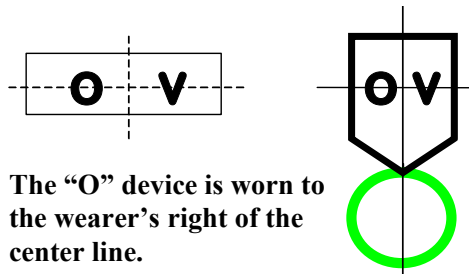 O V
O V
The “O” device is worn to
the wearer’s right of the
center line.